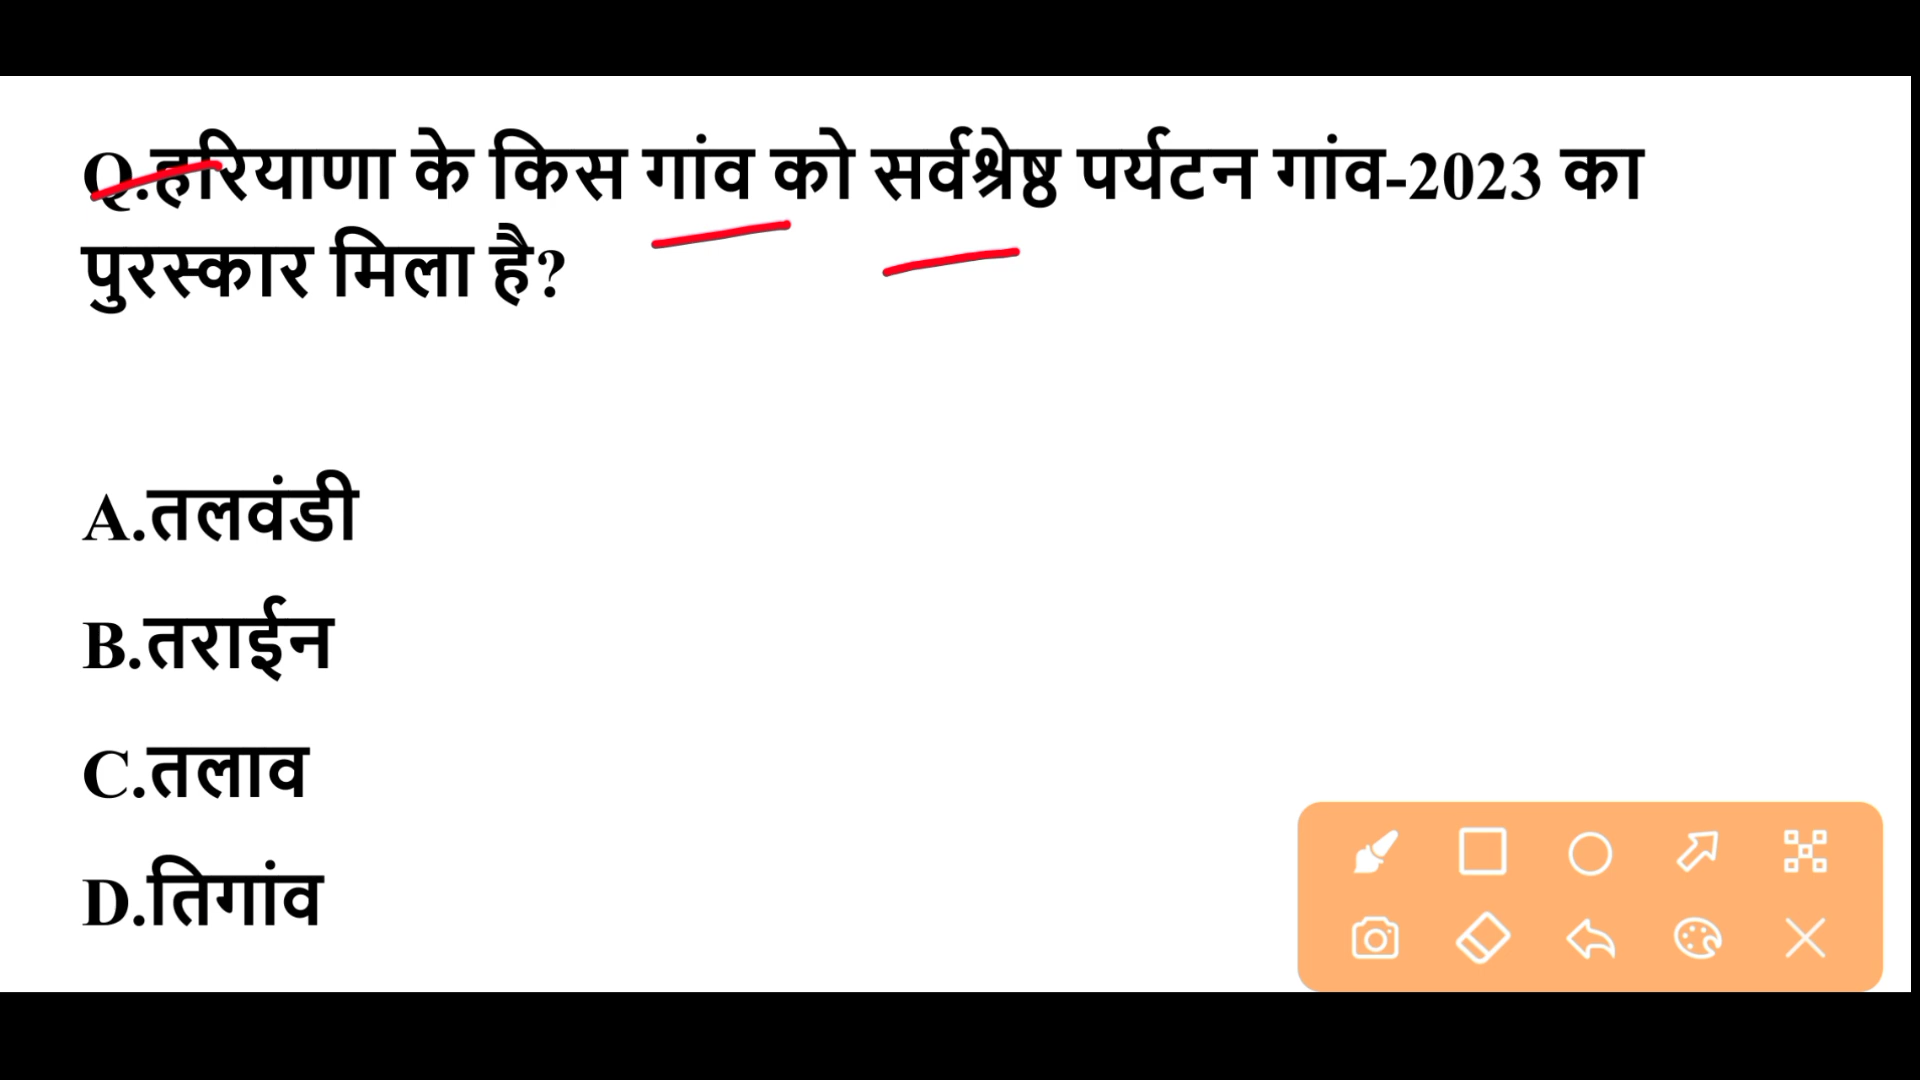 Q.हरियाणा के किस गांव को सर्वश्रेष्ठ पर्यटन गांव-2023 का
पुरस्कार मिला है?
A.तलवंडी
B.तराईन
C.तलाव
D.तिगांव